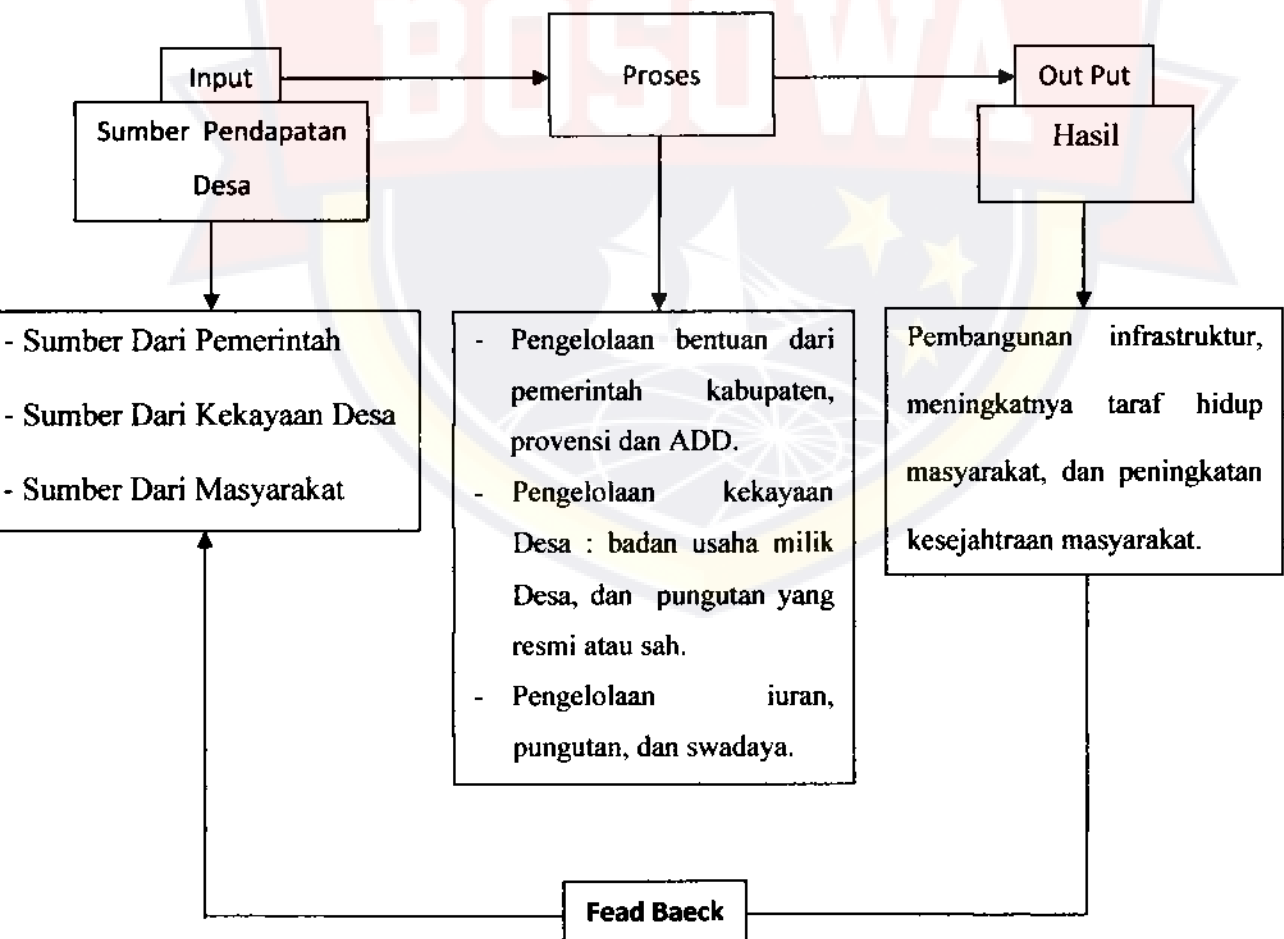 BOSOWA
Input
Proses
Out Put
Sumber Pendapatan
Desa
Hasil
- Sumber Dari Pemerintah
- Sumber Dari Kekayaan Desa
- Sumber Dari Masyarakat
- Pengelolaan bentuan dari
pemerintah kabupaten,
provensi dan ADD.
- Pengelolaan kekayaan
Desa : badan usaha milik
Desa, dan pungutan yang
resmi atau sah.
- Pengelolaan iuran,
pungutan, dan swadaya.
Pembangunan infrastruktur,
meningkatnya taraf hidup
masyarakat, dan peningkatan
kesejahtraan masyarakat.
Fead Baeck